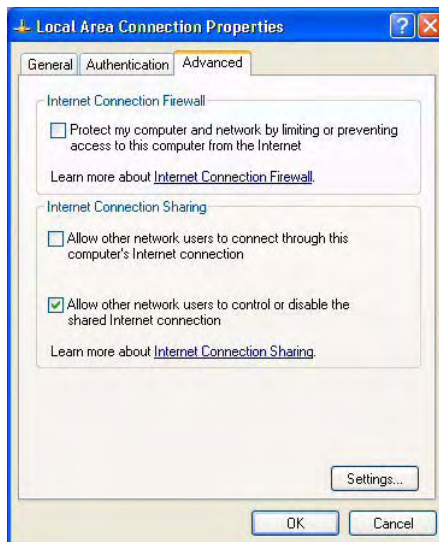 Local Area Connection Properties
General Authentication Advanced
Internet Connection Firewall
Protect my computer and network by limiting or preventing
access to this computer from the Internet
Learn more about Internet Connection Firewall.
Internet Connection Sharing
Allow other network users to connect through this
computer's Internet connection
Allow other network users to control or disable the
shared Internet connection
Learn more about Internet Connection Sharing.
Settings...
OK Cancel